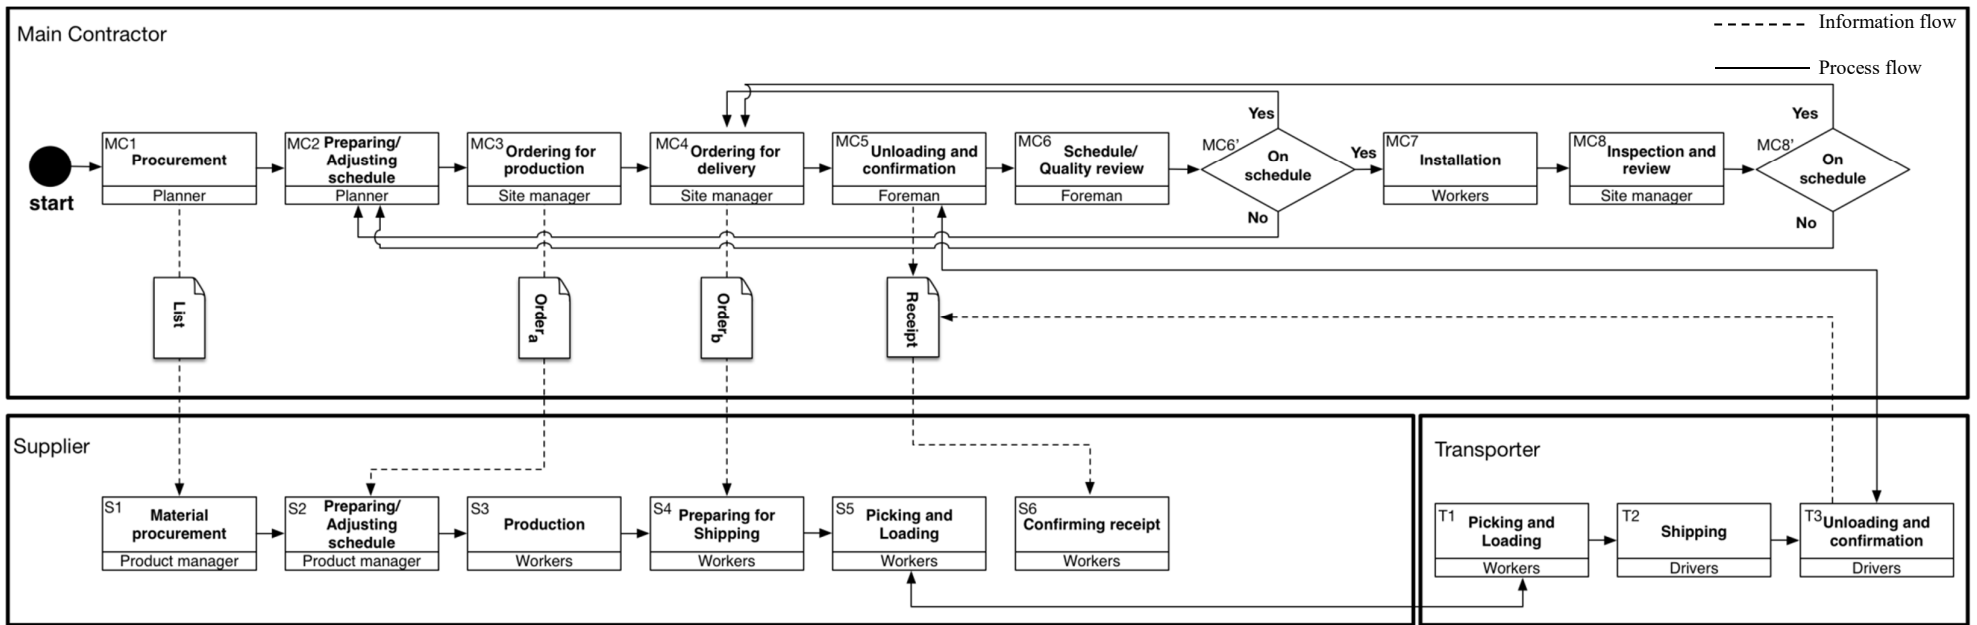 Main Contractor
Information flow
Process flow
start
MC1
Procurement
Planner
MC2
Preparing/
Adjusting
schedule
Planner
MC3
Ordering for
production
Site manager
MC4
Ordering for
delivery
Site manager
MC5
Unloading and
confirmation
Foreman
MC6
Schedule/
Quality review
Foreman
MC6'
On
schedule
Yes
Yes
No
MC7
Installation
Workers
MC8
Inspection and
review
Site manager
MC8'
On
schedule
Yes
No
List
Order a
Order b
Receipt
Supplier
S1
Material
procurement
Product manager
S2
Preparing/
Adjusting
schedule
Product manager
S3
Production
Workers
S4
Preparing for
Shipping
Workers
S5
Picking and
Loading
Workers
S6
Confirming receipt
Workers
Transporter
T1
Picking and
Loading
Workers
T2
Shipping
Drivers
T3
Unloading and
confirmation
Drivers